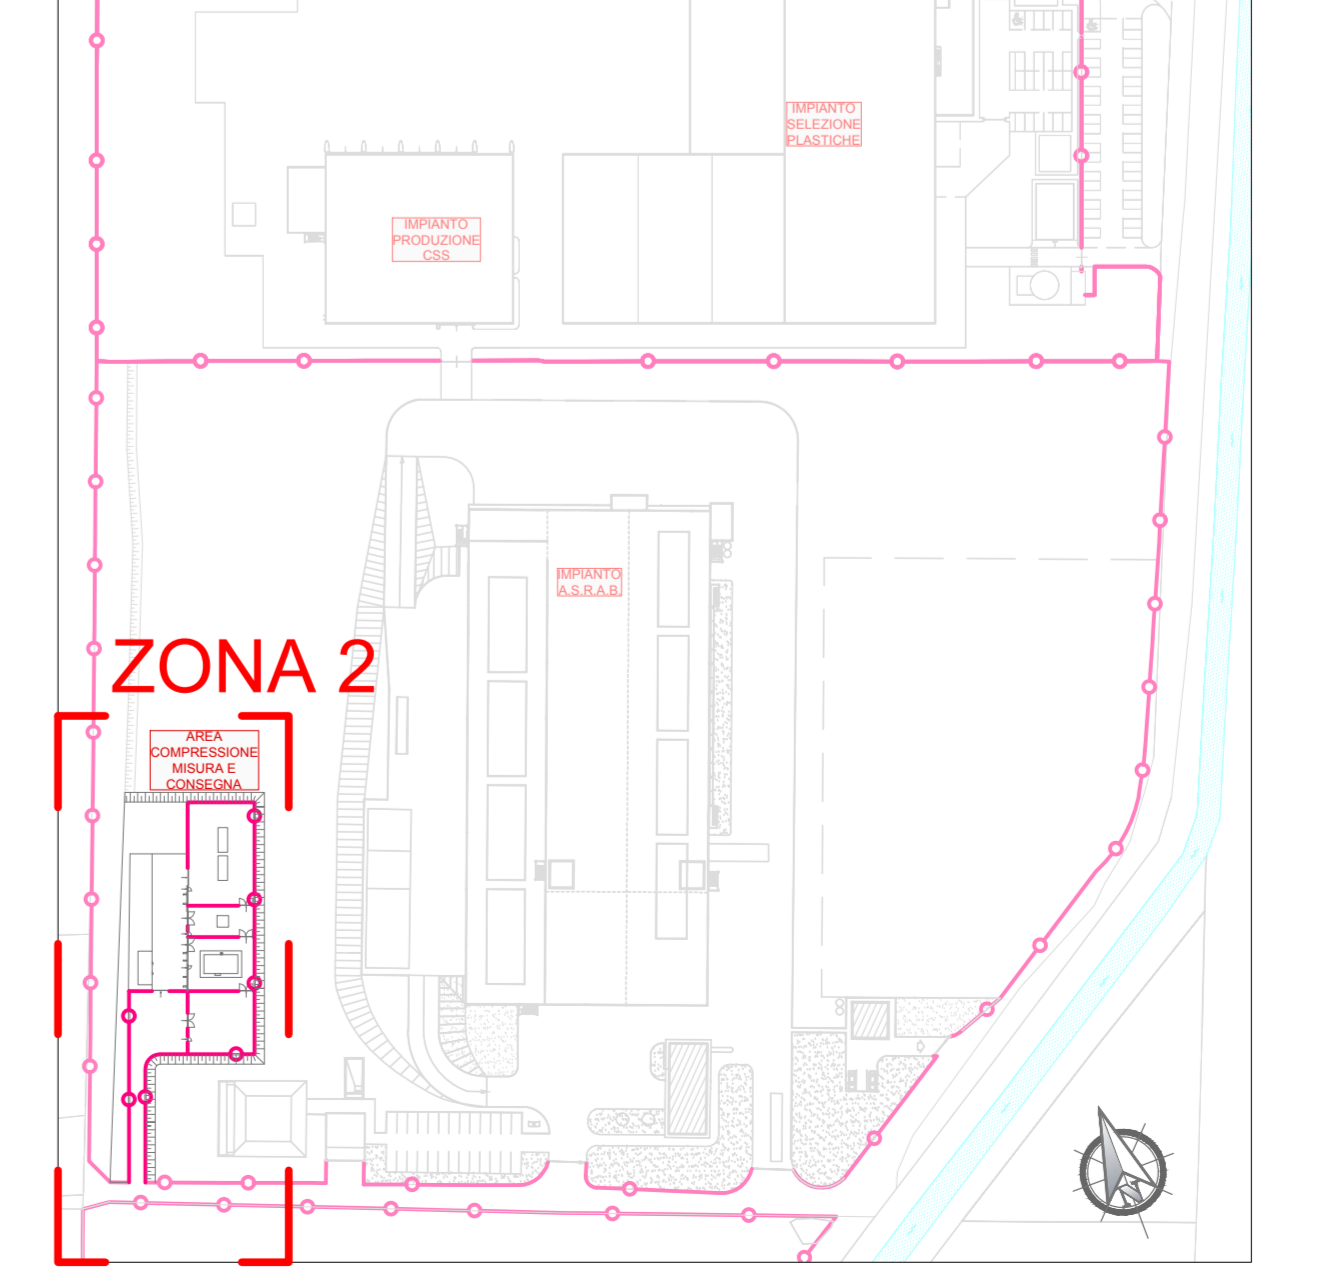 IMPIANTO
SELEZIONE
PLASTICHE
IMPIANTO
PRODUZIONE
CSS
IMPIANTO
A.S.R.A.B.
ZONA 2
AREA
COMPRESSIONE
MISURA E
CONSEGNA
N